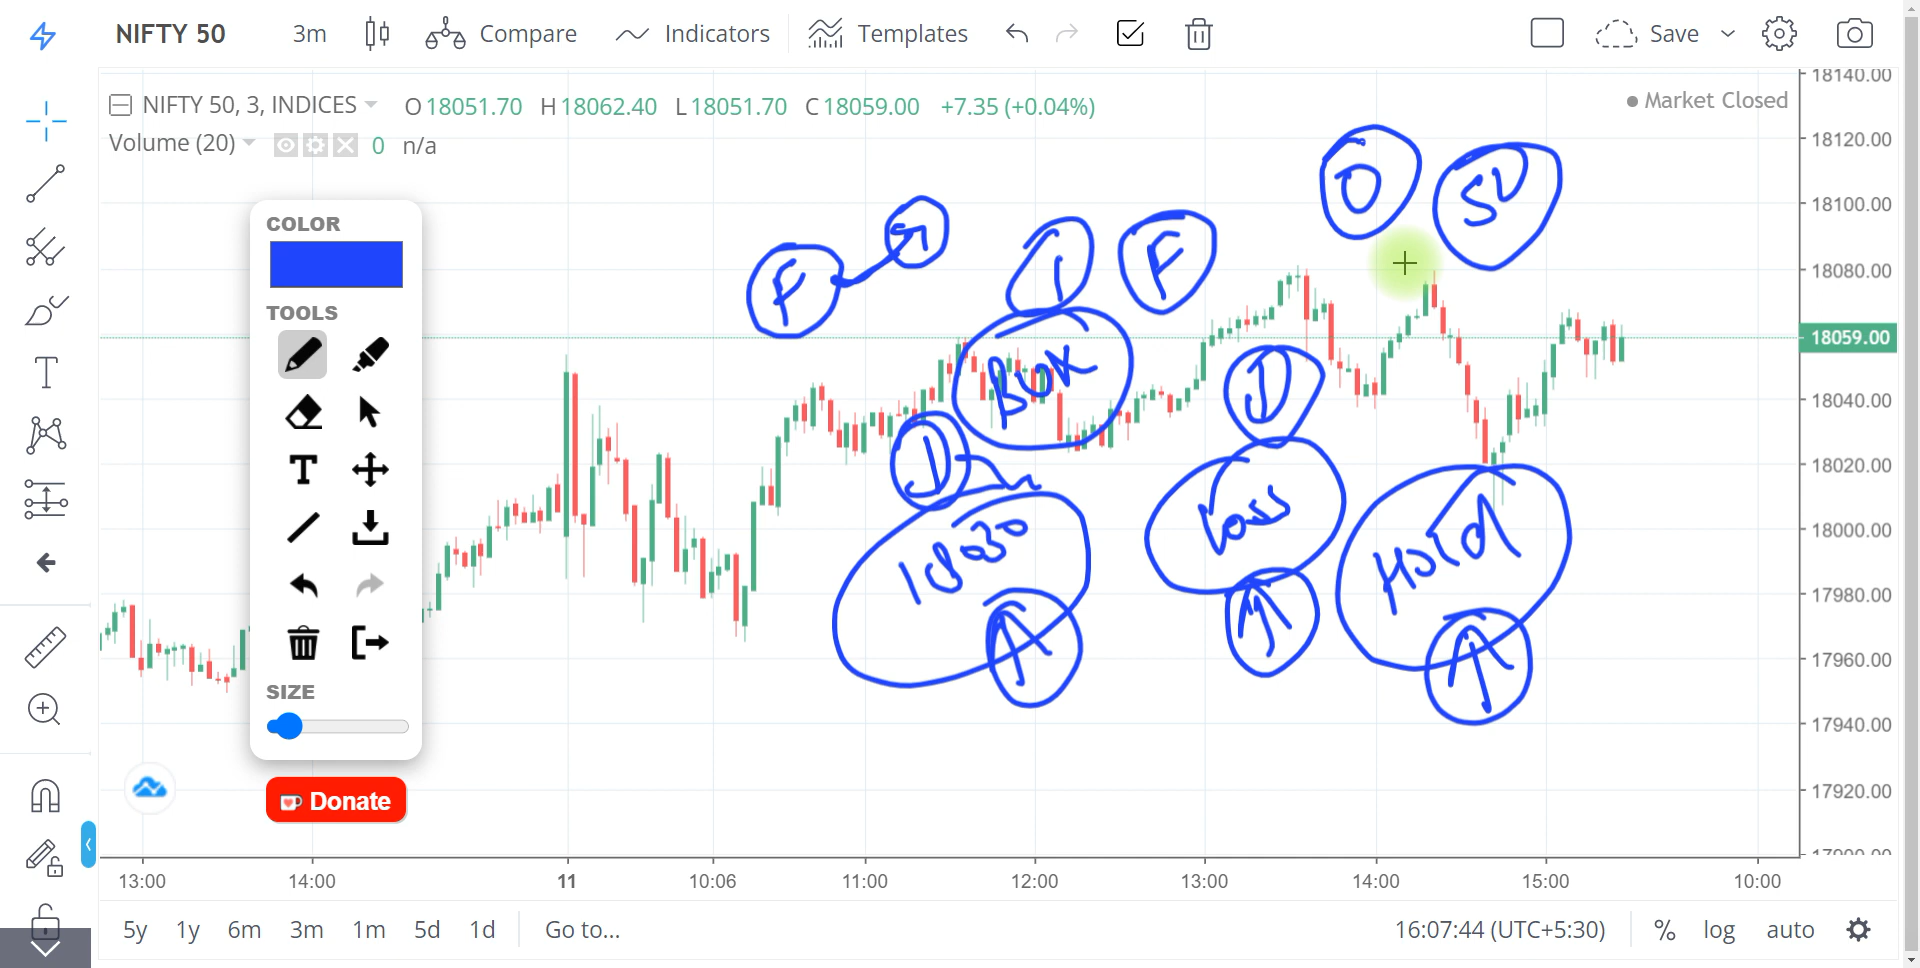 NIFTY 50 3m Compare Indicators Templates Save
NIFTY 50, 3, INDICES O 18051.70 H 18062.40 L 18051.70 C 18059.00 +7.35 (+0.04%)
Market Closed
Volume (20) 0 n/a
COLOR
TOOLS
T
T
SIZE
Donate
F
I
F
O
SL
D
18030
Loss
Hold
18140.00
18120.00
18100.00
18080.00
18059.00
18040.00
18020.00
18000.00
17980.00
17960.00
17940.00
17920.00
17900.00
13:00 14:00 11 10:06 11:00 12:00 13:00 14:00 15:00 10:00
5y 1y 6m 3m 1m 5d 1d Go to... 16:07:44 (UTC+5:30) % log auto